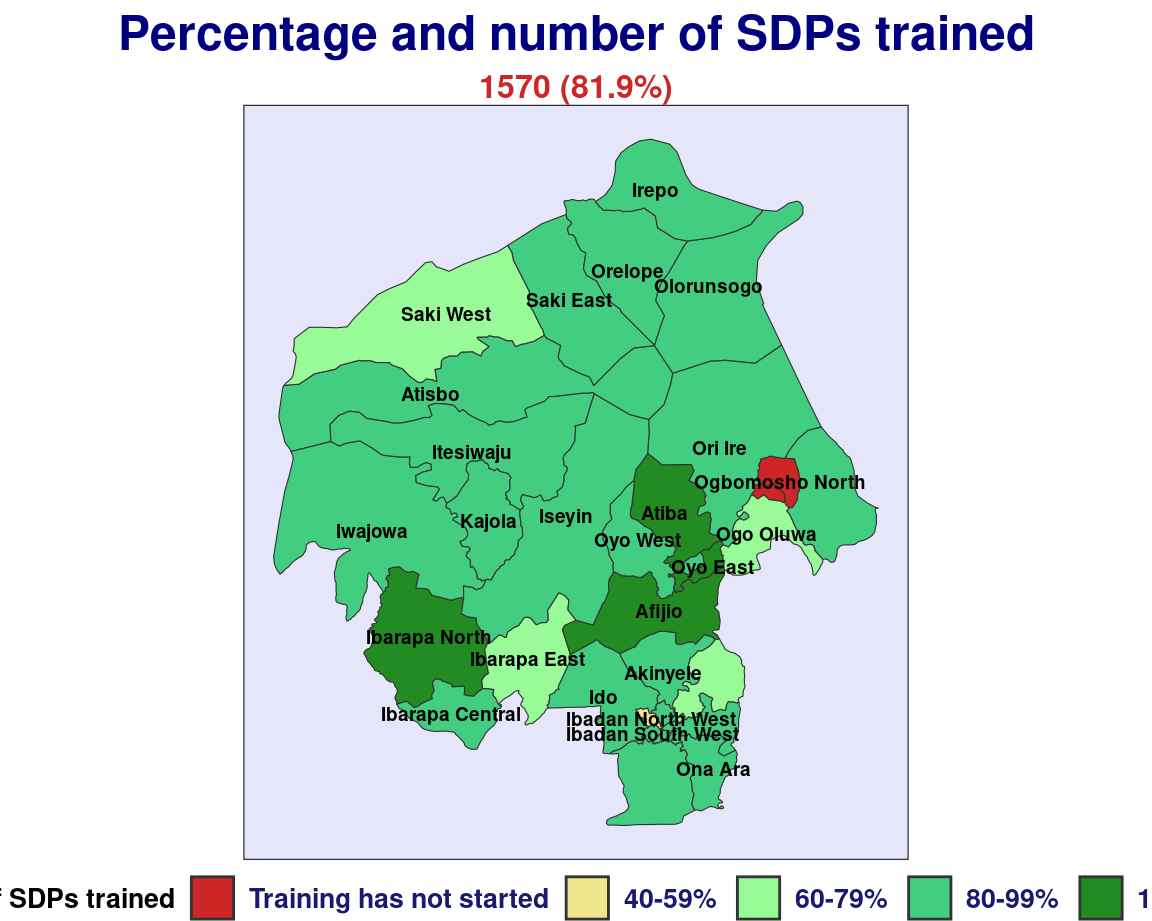 Percentage and number of SDPs trained
1570 (81.9%)
Irepo
Orelope
Olorunsogo
Saki East
Saki West
Atisbo
Ori Ire
Itesiwaju
Ogbomosho North
Atiba
Iseyin
Kajola
Iwajowa
Ogo Oluwa
Oyo West
Oyo East
Afijio
Ibarapa North
Ibarapa East
Akinyele
Ido
Ibarapa Central
Ibadan North West
Ibadan South West
Ona Ara
SDPs trained Training has not started 40-59% 60-79% 80-99% 1